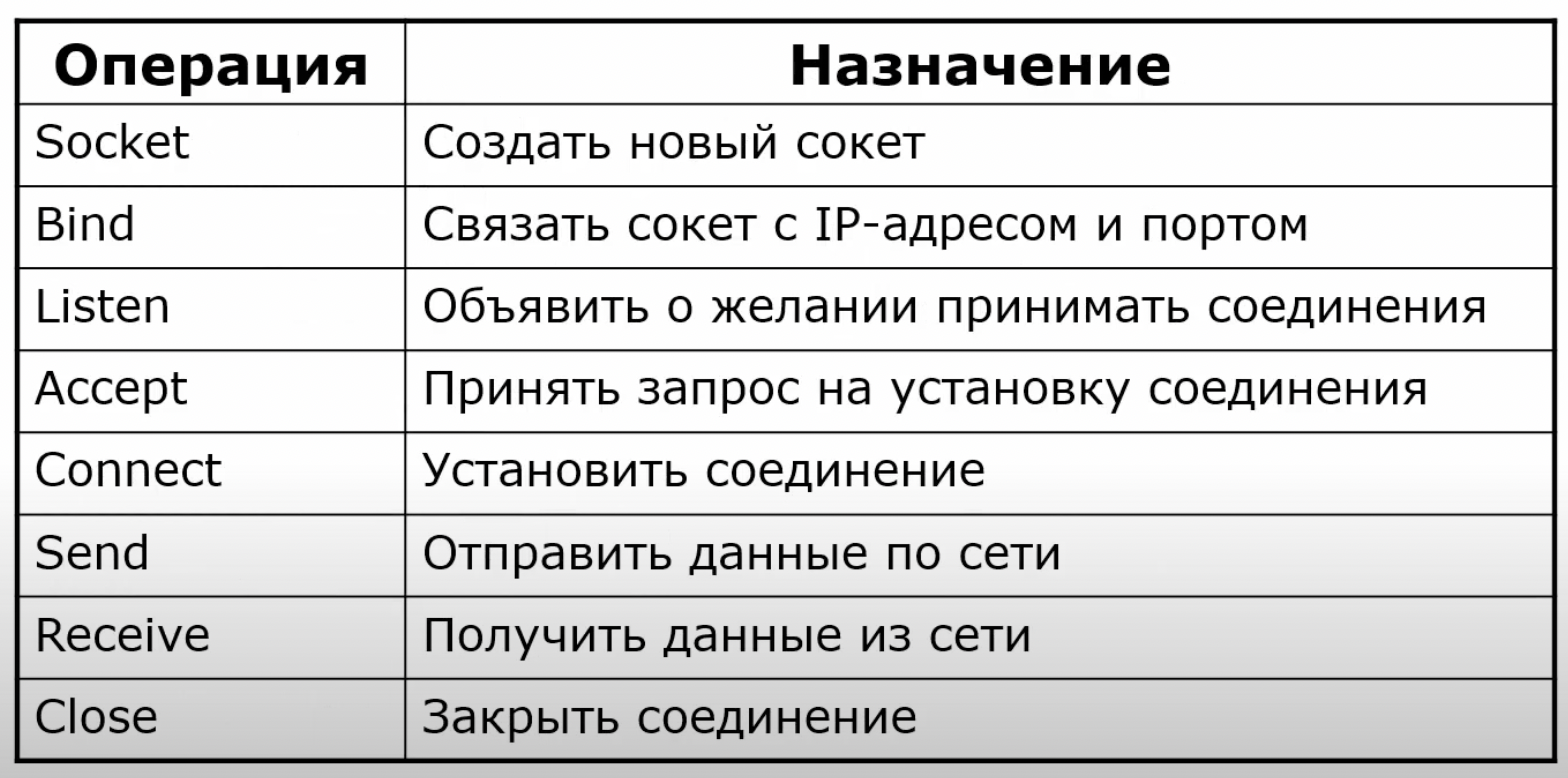 Операция Назначение
Socket Создать новый сокет
Bind Связать сокет с IP-адресом и портом
Listen Объявить о желании принимать соединения
Accept Принять запрос на установку соединения
Connect Установить соединение
Send Отправить данные по сети
Receive Получить данные из сети
Close Закрыть соединение